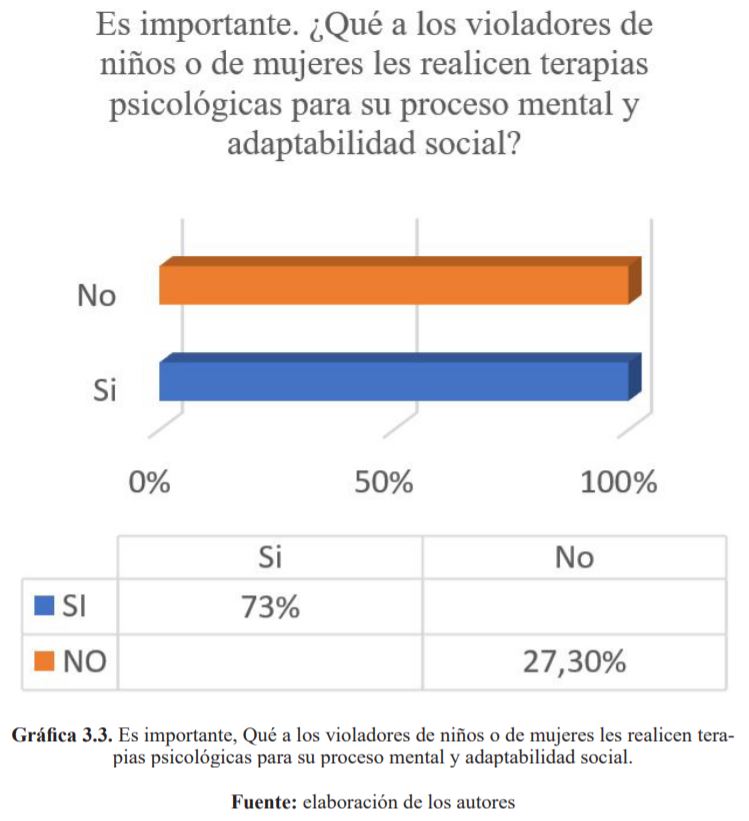 Es importante. ¿Qué a los violadores de
niños o de mujeres les realicen terapias
psicológicas para su proceso mental y
adaptabilidad social?
No
Si
0% 50% 100%
Si No
SI 73%
NO 27,30%
Gráfica 3.3. Es importante, Qué a los violadores de niños o de mujeres les realicen tera-
pias psicológicas para su proceso mental y adaptabilidad social.
Fuente: elaboración de los autores